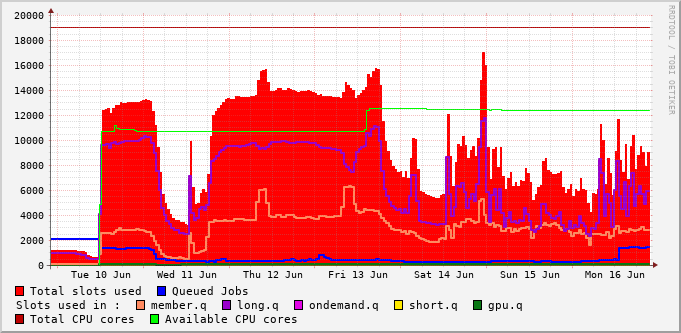 20000
18000
16000
14000
12000
10000
8000
6000
4000
2000
0
Tue 10 Jun Wed 11 Jun Thu 12 Jun Fri 13 Jun Sat 14 Jun Sun 15 Jun Mon 16 Jun
Total slots used Queued Jobs
Slots used in : member.q long.q ondemand.q short.q gpu.q
Total CPU cores Available CPU cores
RRDTOOL / TOBI OETIKER